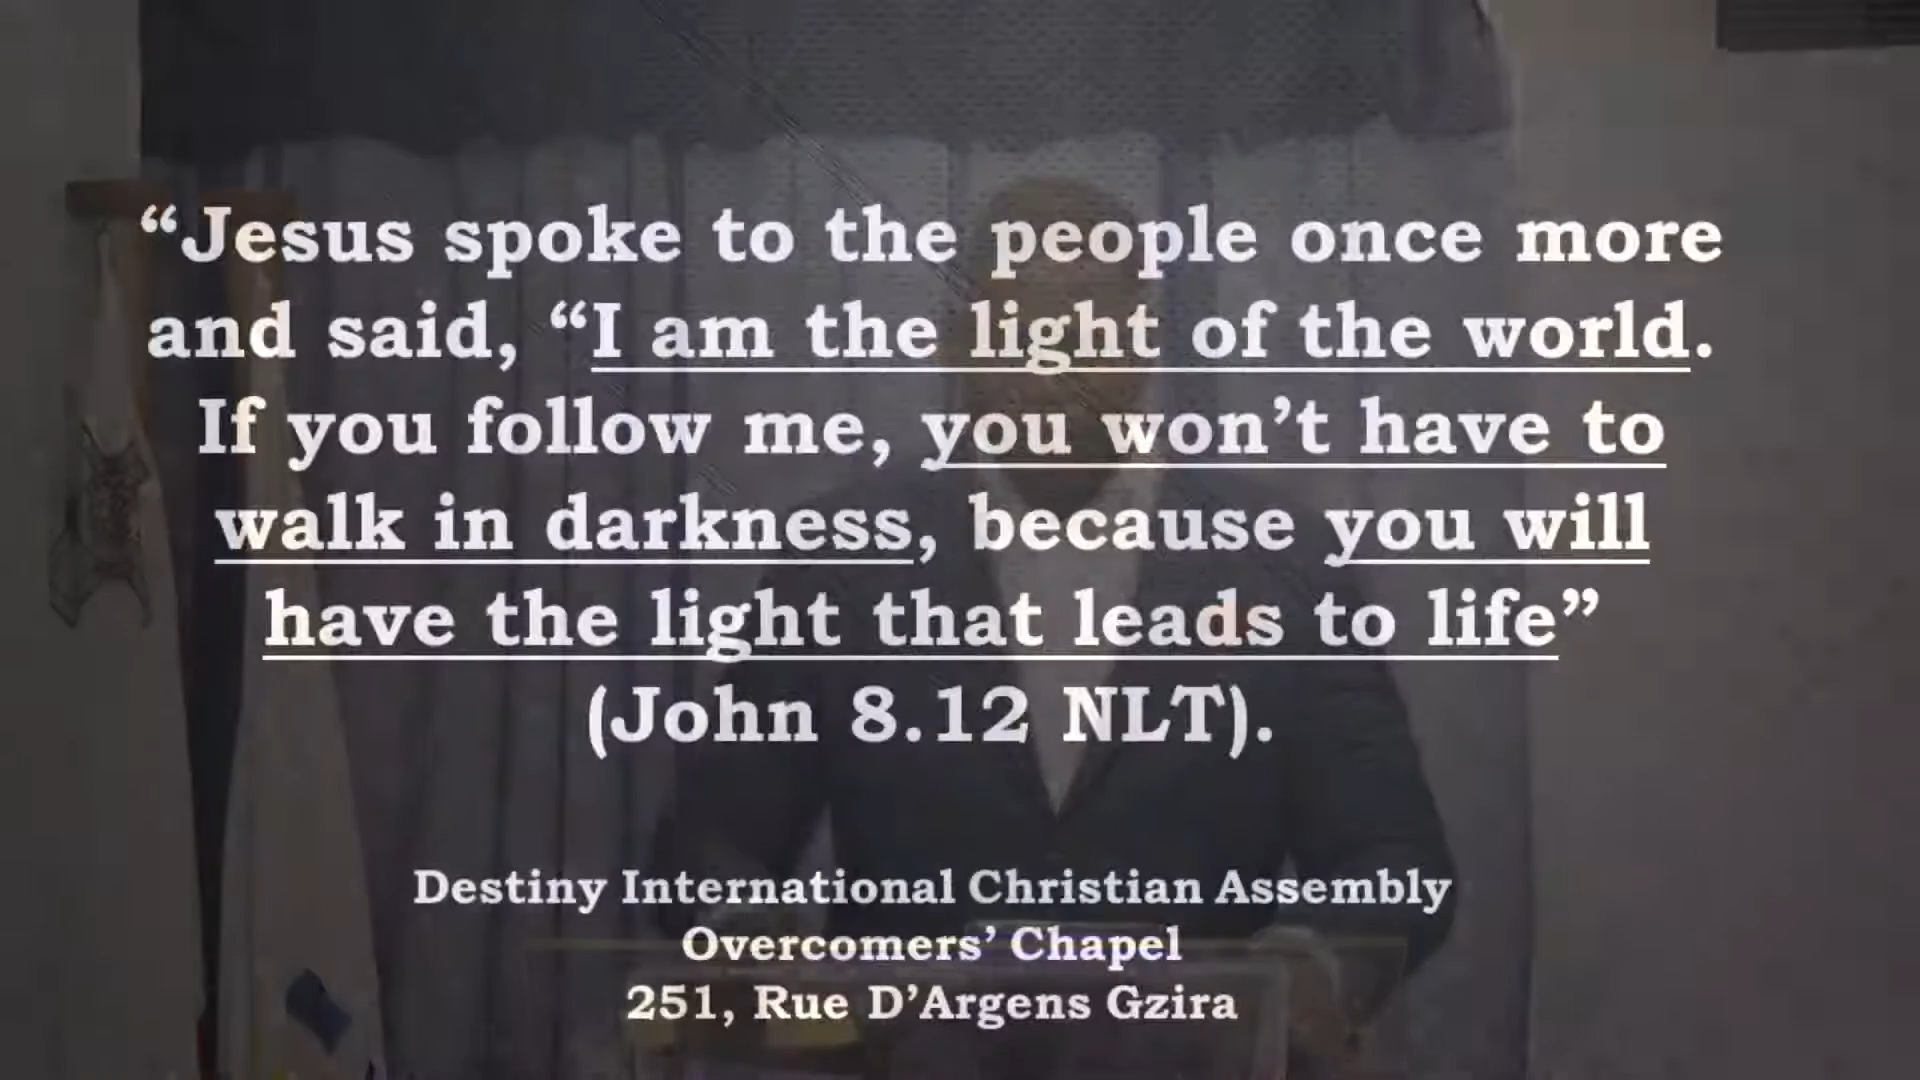 “Jesus spoke to the people once more
and said, “I am the light of the world.
If you follow me, you won’t have to
walk in darkness, because you will
have the light that leads to life”
(John 8.12 NLT).
Destiny International Christian Assembly
Overcomers’ Chapel
251, Rue D’Argens Gzira